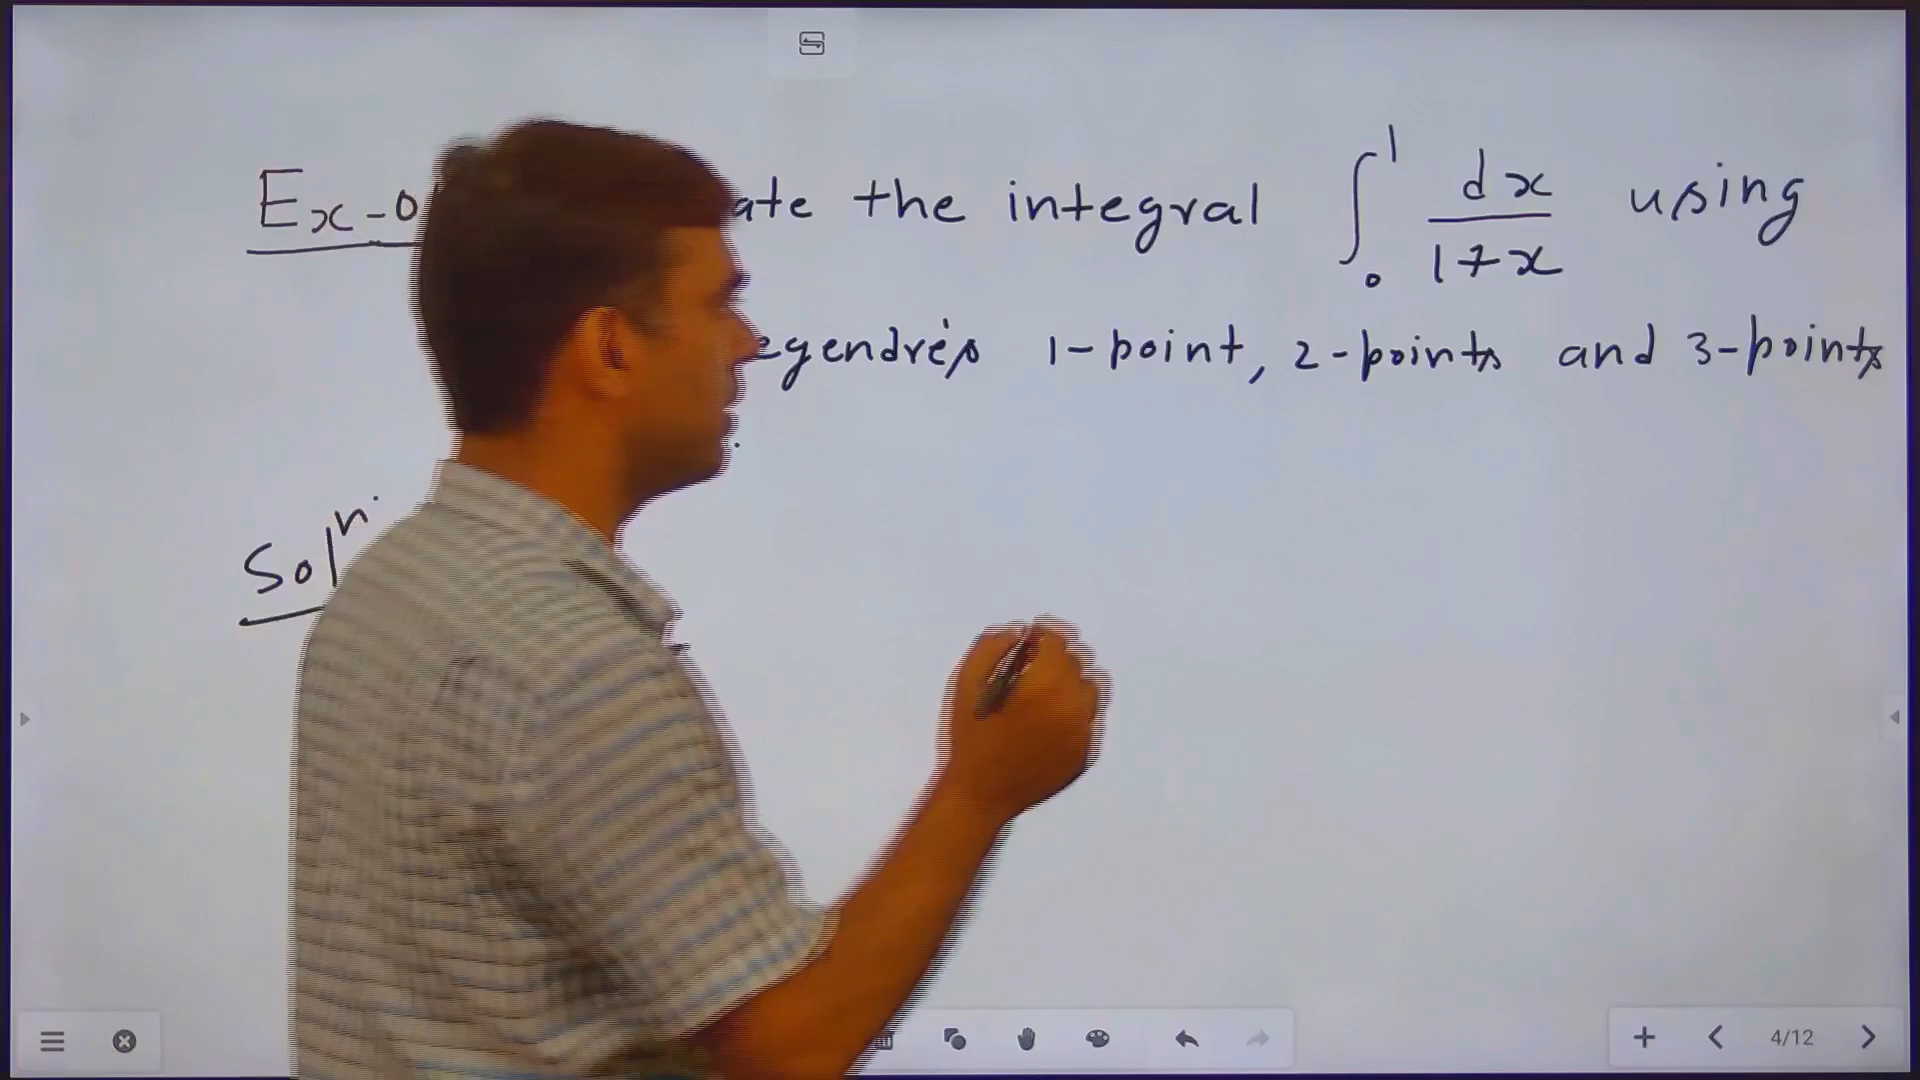 Ex-0 ate the integral ∫₀¹ dx/(1+x) using
egendre's 1-point, 2-points and 3-points
Solⁿ.
4/12